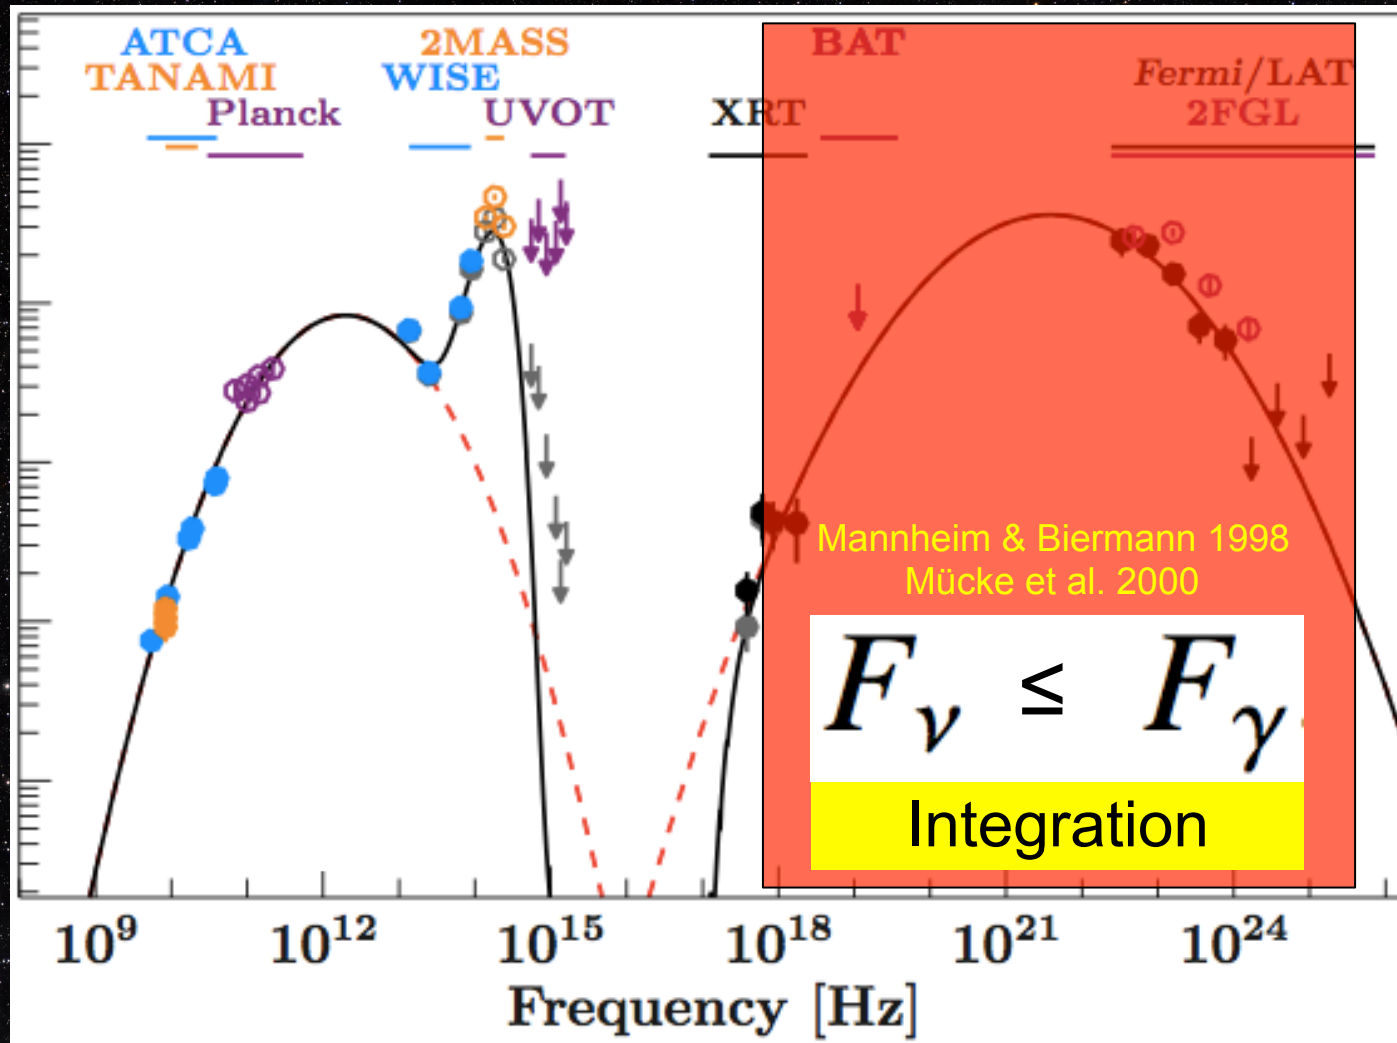 ATCA 2MASS BAT
TANAMI WISE Fermi/LAT
Planck UVOT XRT 2FGL
Mannheim & Biermann 1998
Mücke et al. 2000
Fν ≤ Fγ
Integration
10⁹ 10¹² 10¹⁵ 10¹⁸ 10²¹ 10²⁴
Frequency [Hz]